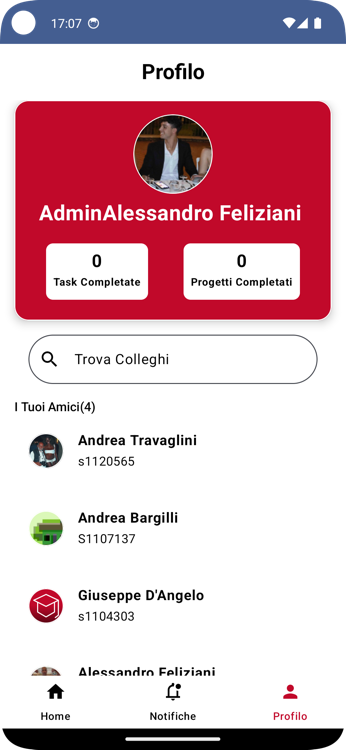 17:07
Profilo
AdminAlessandro Feliziani
0
Task Completate
0
Progetti Completati
Trova Colleghi
I Tuoi Amici(4)
Andrea Travaglini
s1120565
Andrea Bargilli
S1107137
Giuseppe D'Angelo
s1104303
Alessandro Feliziani
Home
Notifiche
Profilo